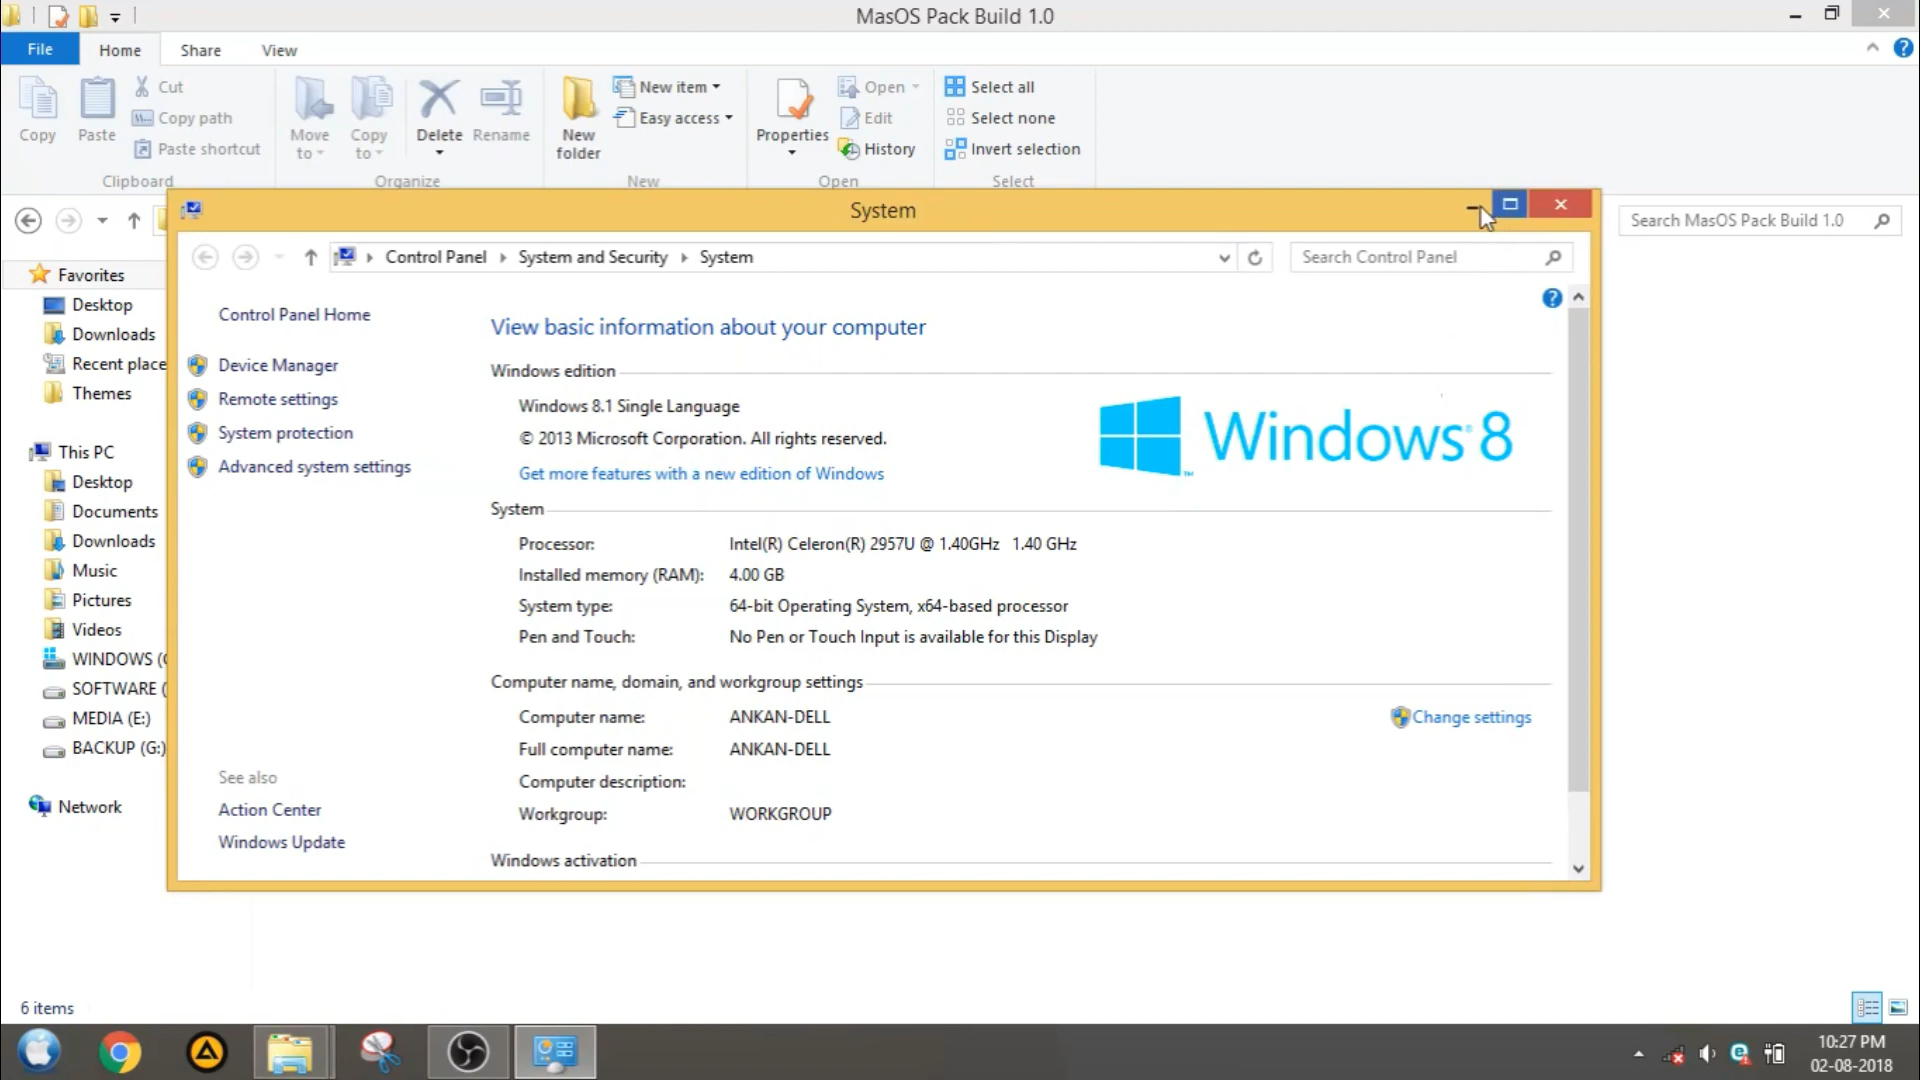 MasOS Pack Build 1.0
File Home Share View
Copy
Paste
Cut
Copy path
Paste shortcut
Clipboard
Move to
Copy to
Delete
Rename
Organize
New folder
New item
Easy access
New
Properties
Open
Edit
History
Open
Select all
Select none
Invert selection
Select
Search MasOS Pack Build 1.0
System
Control Panel System and Security System
Search Control Panel
Favorites
Desktop
Downloads
Recent place
Themes
This PC
Desktop
Documents
Downloads
Music
Pictures
Videos
WINDOWS (
SOFTWARE (
MEDIA (E:)
BACKUP (G:)
Network
Control Panel Home
Device Manager
Remote settings
System protection
Advanced system settings
See also
Action Center
Windows Update
View basic information about your computer
Windows edition
Windows 8.1 Single Language
© 2013 Microsoft Corporation. All rights reserved.
Get more features with a new edition of Windows
Windows 8
System
Processor: Intel(R) Celeron(R) 2957U @ 1.40GHz 1.40 GHz
Installed memory (RAM): 4.00 GB
System type: 64-bit Operating System, x64-based processor
Pen and Touch: No Pen or Touch Input is available for this Display
Computer name, domain, and workgroup settings
Computer name: ANKAN-DELL
Change settings
Full computer name: ANKAN-DELL
Computer description:
Workgroup: WORKGROUP
Windows activation
6 items
10:27 PM
02-08-2018